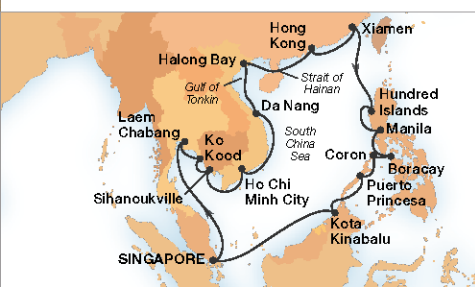 Hong
Kong
Xiamen
Halong Bay
Strait of
Hainan
Gulf of
Tonkin
Hundred
Islands
Da Nang
Laem
Chabang
Manila
Ko
Kood
South
China
Sea
Coron
Boracay
Puerto
Princesa
Sihanoukville
Ho Chi
Minh City
Kota
Kinabalu
SINGAPORE